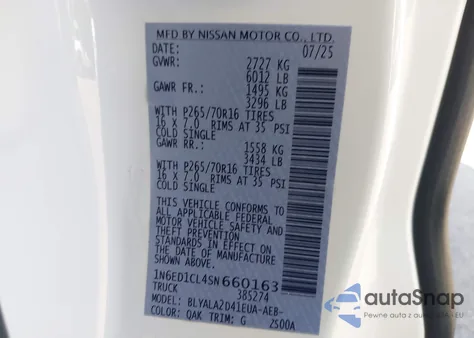 MFD BY NISSAN MOTOR CO., LTD.
DATE: 07/25
GVWR: 2727 KG
6012 LB
GAWR FR.: 1495 KG
3296 LB
WITH P265/70R16 TIRES
16 X 7.0 RIMS AT 35 PSI
COLD SINGLE
GAWR RR.: 1558 KG
3434 LB
WITH P265/70R16 TIRES
16 X 7.0 RIMS AT 35 PSI
COLD SINGLE
THIS VEHICLE CONFORMS TO
ALL APPLICABLE FEDERAL
MOTOR VEHICLE SAFETY AND
THEFT PREVENTION
STANDARDS IN EFFECT ON
THE DATE OF MANUFACTURE
SHOWN ABOVE.
1N6ED1CL4SN660163
TRUCK 385274
MODEL: BLYALA2D41EUA-AEB-
COLOR: QAK TRIM: G ZS00A
autoSnap
Pewne auta z